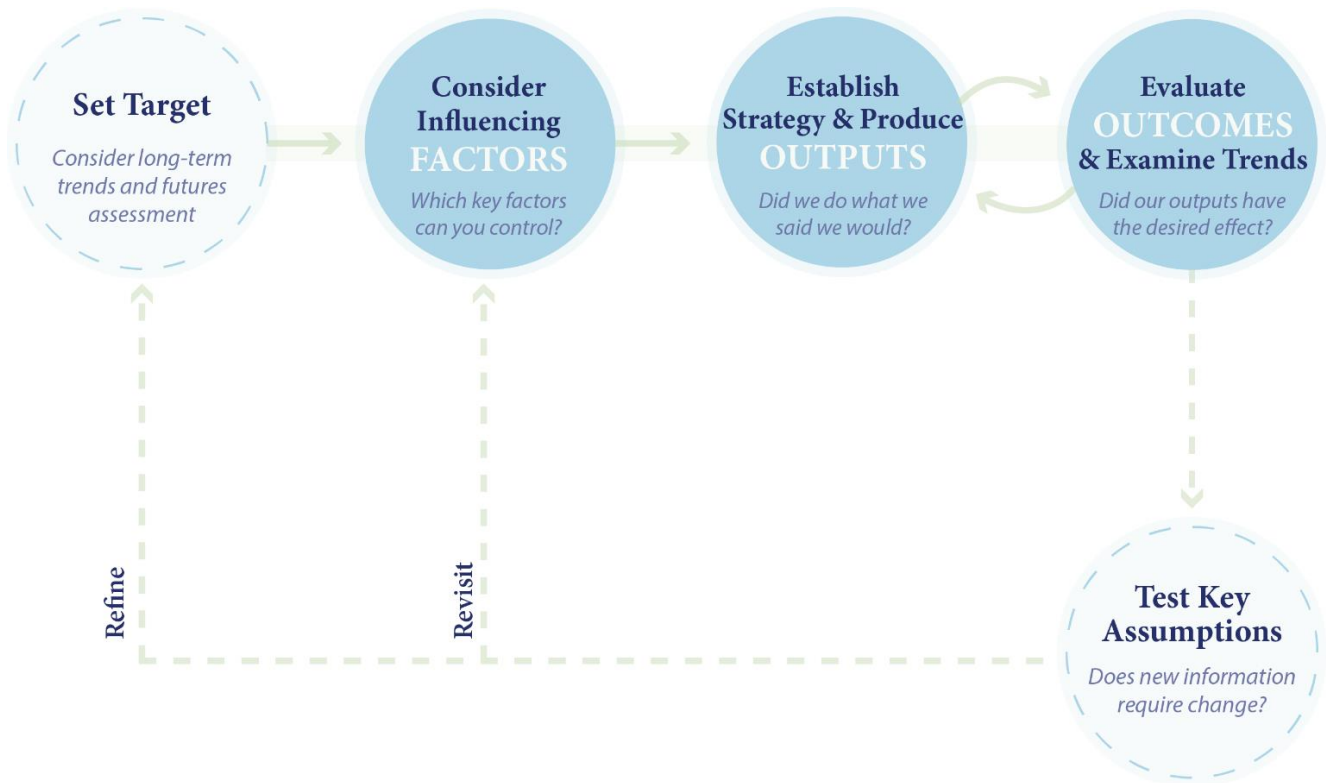 Set Target
Consider long-term
trends and futures
assessment
Consider
Influencing
FACTORS
Which key factors
can you control?
Establish
Strategy & Produce
OUTPUTS
Did we do what we
said we would?
Evaluate
OUTCOMES
& Examine Trends
Did our outputs have
the desired effect?
Refine
Revisit
Test Key
Assumptions
Does new information
require change?